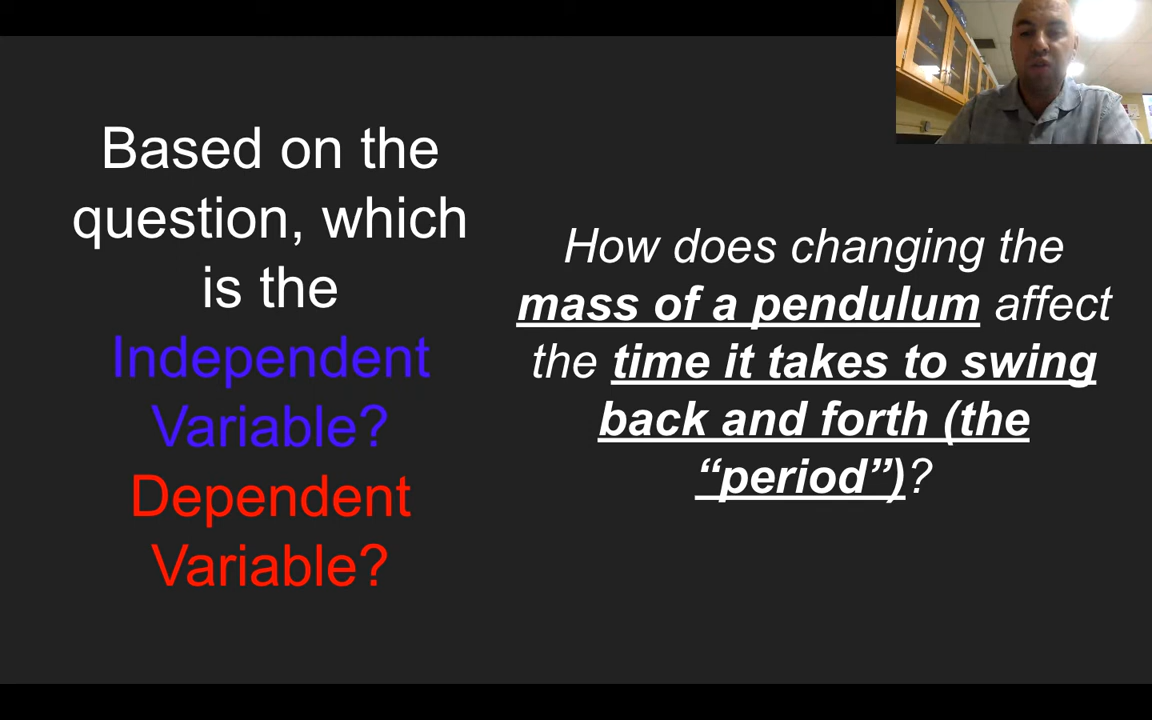 Based on the
question, which
is the
Independent
Variable?
Dependent
Variable?
How does changing the
mass of a pendulum affect
the time it takes to swing
back and forth (the
“period”)?